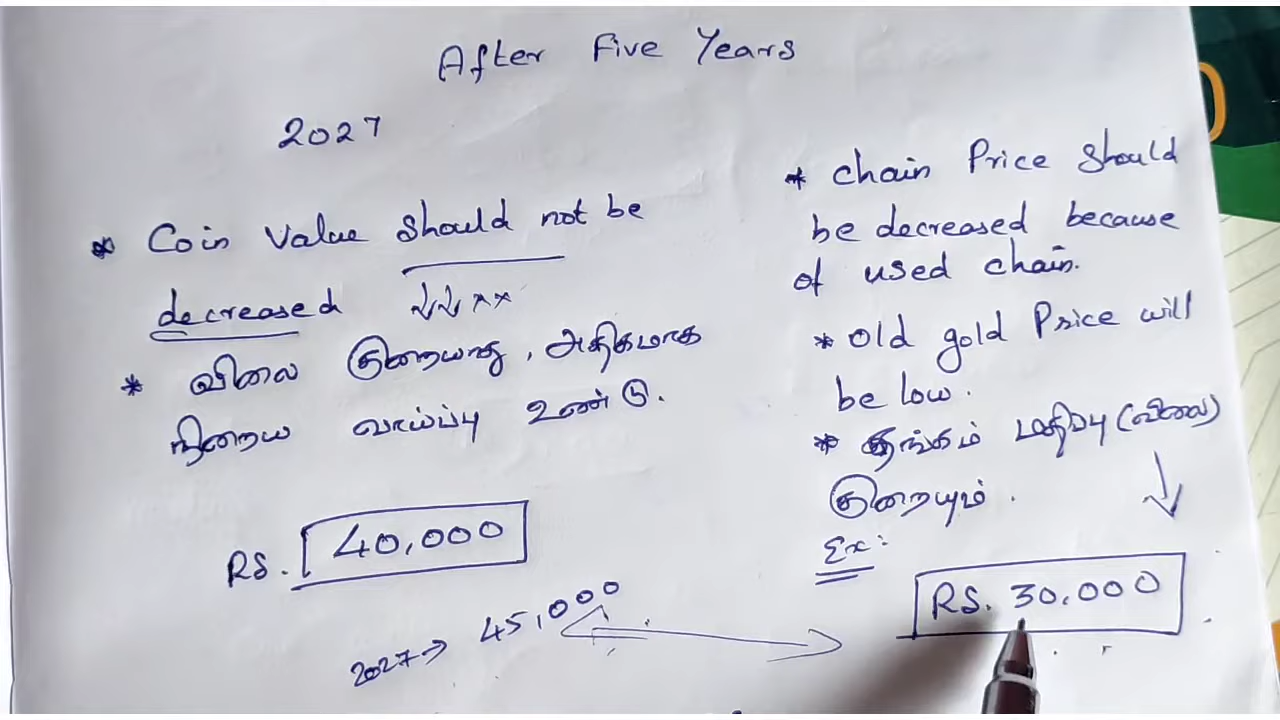 After Five Years
2027
* Coin Value should not be
decreased
* விலை குறையாது, அதிகமாக
நிறைய வாய்ப்பு உண்டு.
RS. 40,000
2027→ 45,000
* chain Price should
be decreased because
of used chain.
* Old gold Price will
be low.
* தங்கம் மதிப்பு (விலை)
குறையும்.
Ex:
RS. 30,000